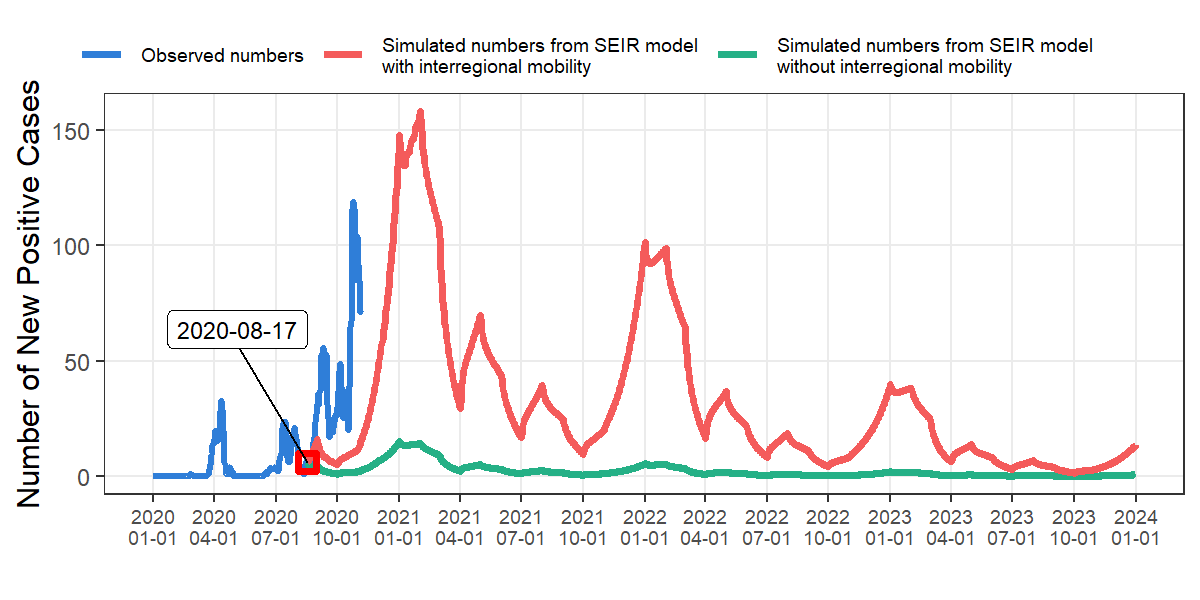 Observed numbers
Simulated numbers from SEIR model
with interregional mobility
Simulated numbers from SEIR model
without interregional mobility
Number of New Positive Cases
150
100
50
0
2020-08-17
2020 2020 2020 2020 2021 2021 2021 2021 2022 2022 2022 2022 2023 2023 2023 2023 2024
01-01 04-01 07-01 10-01 01-01 04-01 07-01 10-01 01-01 04-01 07-01 10-01 01-01 04-01 07-01 10-01 01-01